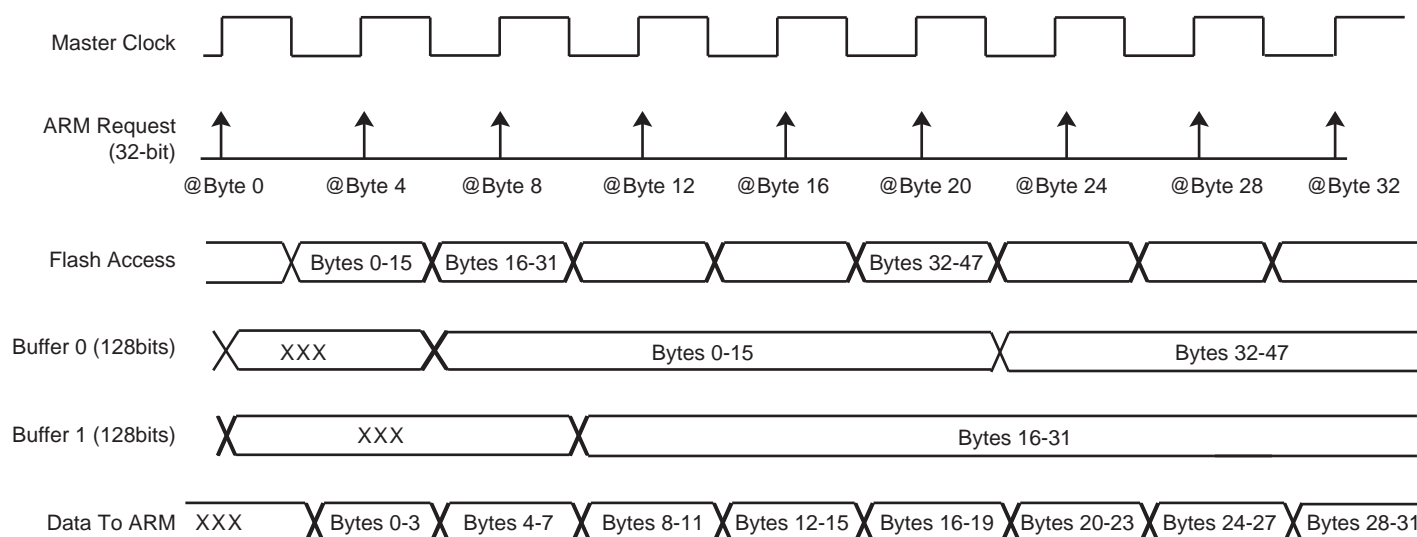 Master Clock
ARM Request
(32-bit)
@Byte 0 @Byte 4 @Byte 8 @Byte 12 @Byte 16 @Byte 20 @Byte 24 @Byte 28 @Byte 32
Flash Access Bytes 0-15 Bytes 16-31 Bytes 32-47
Buffer 0 (128bits) XXX Bytes 0-15 Bytes 32-47
Buffer 1 (128bits) XXX Bytes 16-31
Data To ARM XXX Bytes 0-3 Bytes 4-7 Bytes 8-11 Bytes 12-15 Bytes 16-19 Bytes 20-23 Bytes 24-27 Bytes 28-31